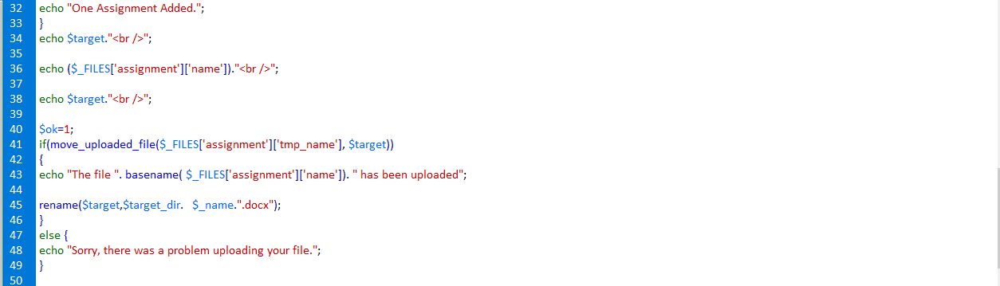 32 echo "One Assignment Added.";
33 }
34 echo $target."<br />";
35
36 echo ($_FILES['assignment']['name'])."<br />";
37
38 echo $target."<br />";
39
40 $ok=1;
41 if(move_uploaded_file($_FILES['assignment']['tmp_name'], $target))
42 {
43 echo "The file ". basename( $_FILES['assignment']['name']). " has been uploaded";
44
45 rename($target,$target_dir.   $_name.".docx");
46 }
47 else {
48 echo "Sorry, there was a problem uploading your file.";
49 }
50